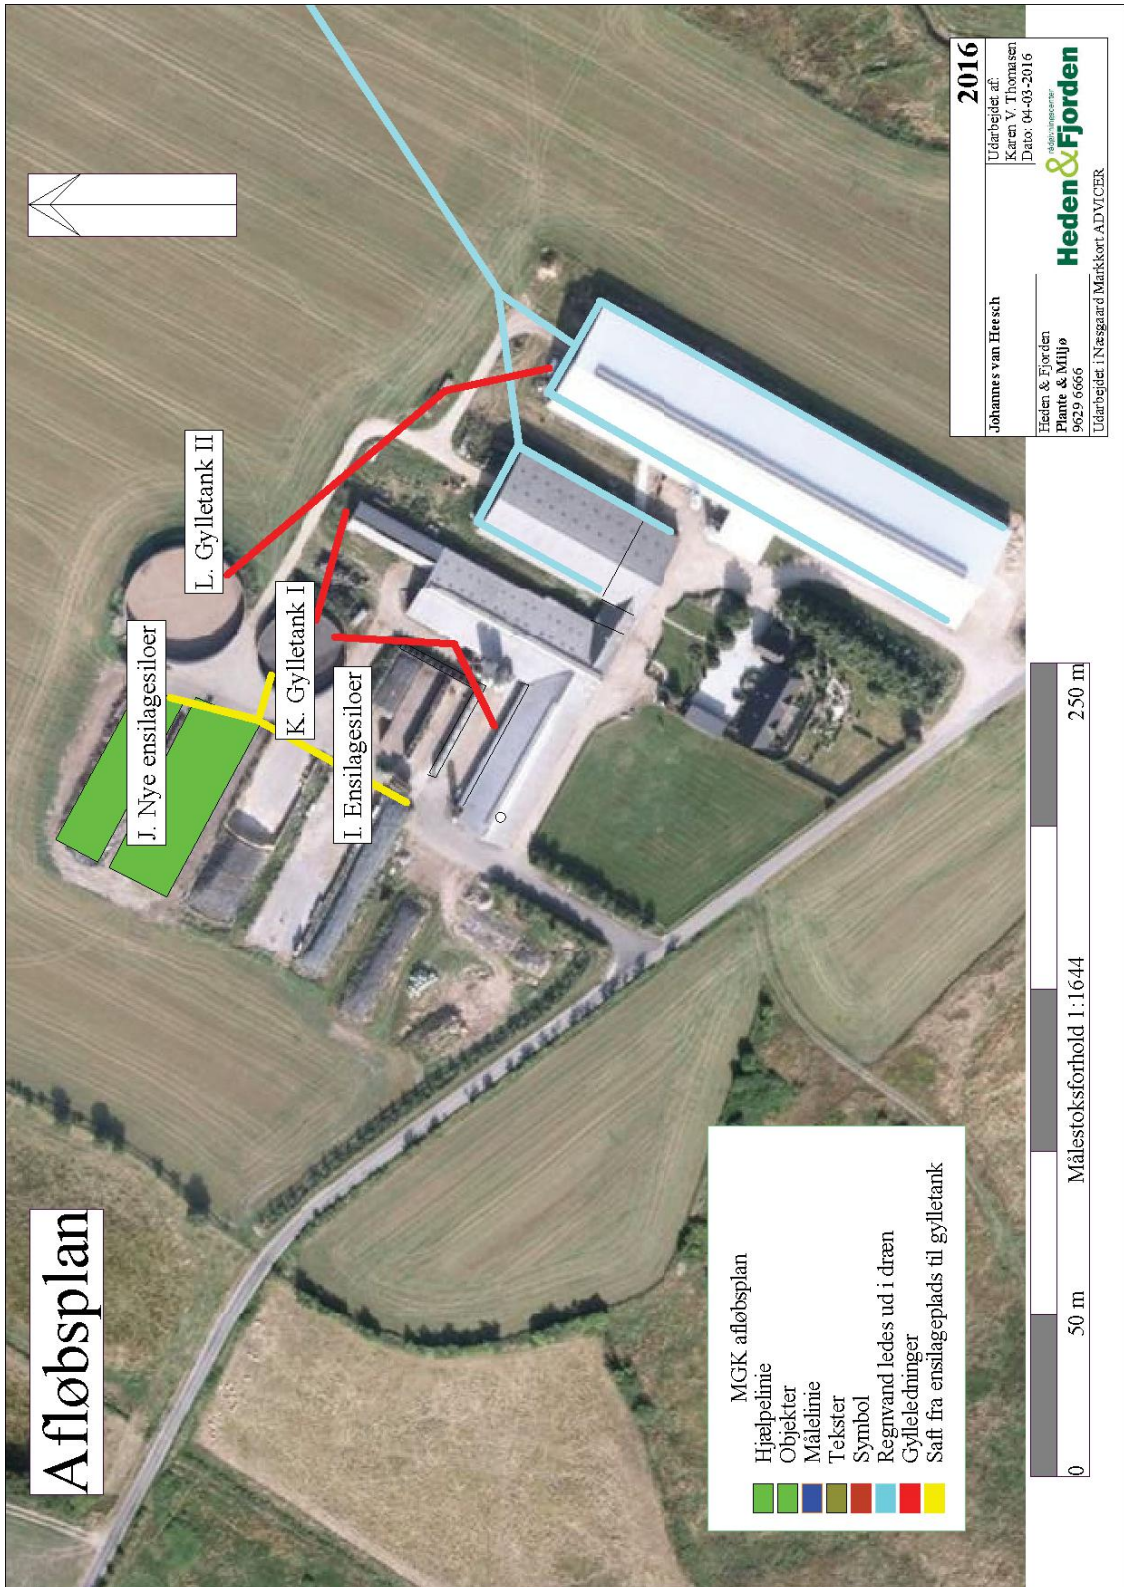 Afløbsplan
J. Nye ensilagesiloer
L. Gylletank II
K. Gylletank I
I. Ensilagesiloer
MGK afløbsplan
Hjælpelinie
Objekter
Målelinie
Tekster
Symbol
Regnvand ledes ud i dræn
Gylleledninger
Saft fra ensilageplads til gylletank
0
50 m
Målestoksforhold 1:1644
250 m
2016
Johannes van Heesch
Udarbejdet af:
Karen V. Thomasen
Dato: 04-03-2016
Heden & Fjorden
Plante & Miljø
9629 6666
rådgivningscenter
Heden&Fjorden
Udarbejdet i Næsgaard Markkort ADVICER